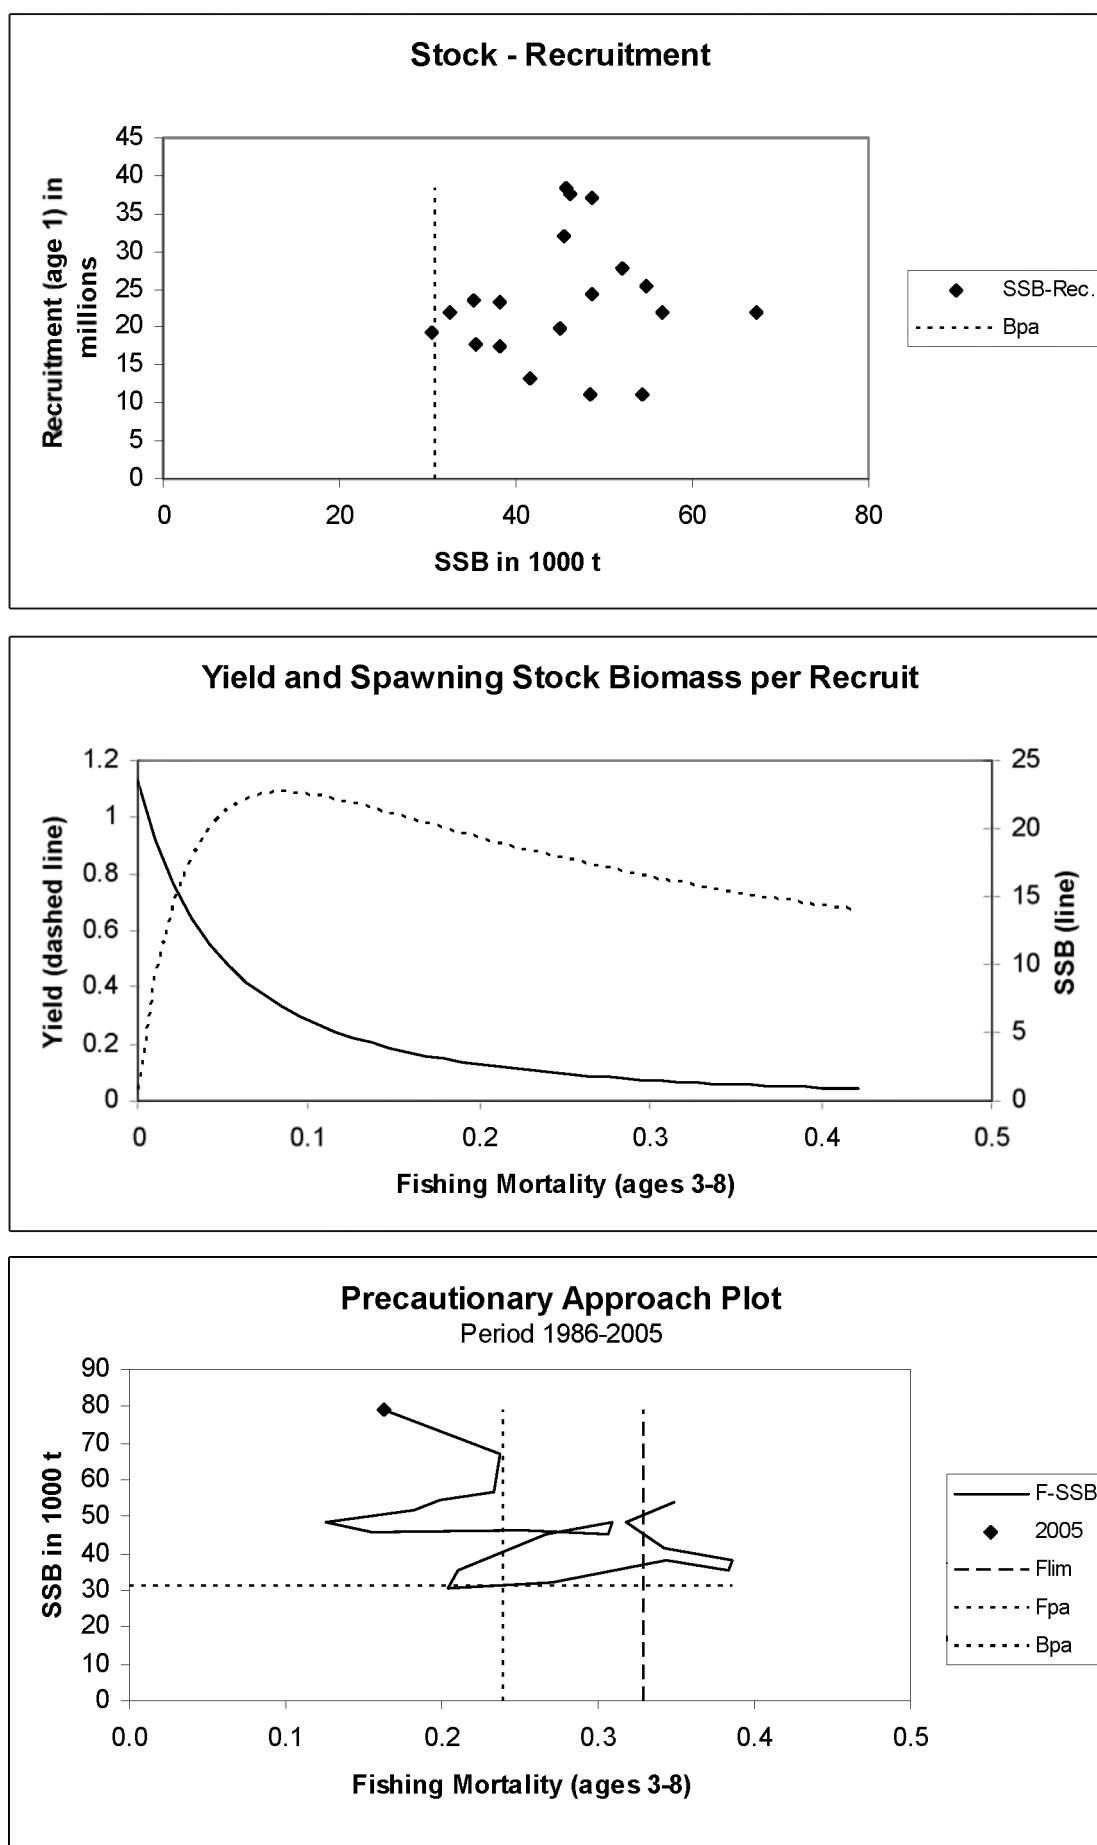 Stock - Recruitment
Recruitment (age 1) in
millions
45
40
35
30
25
20
15
10
5
0
0 20 40 60 80
SSB in 1000 t
SSB-Rec.
Bpa
Yield and Spawning Stock Biomass per Recruit
Yield (dashed line)
1.2
1
0.8
0.6
0.4
0.2
0
25
20
15
10
5
0
SSB (line)
0 0.1 0.2 0.3 0.4 0.5
Fishing Mortality (ages 3-8)
Precautionary Approach Plot
Period 1986-2005
SSB in 1000 t
90
80
70
60
50
40
30
20
10
0
0.0 0.1 0.2 0.3 0.4 0.5
Fishing Mortality (ages 3-8)
F-SSB
2005
Flim
Fpa
Bpa